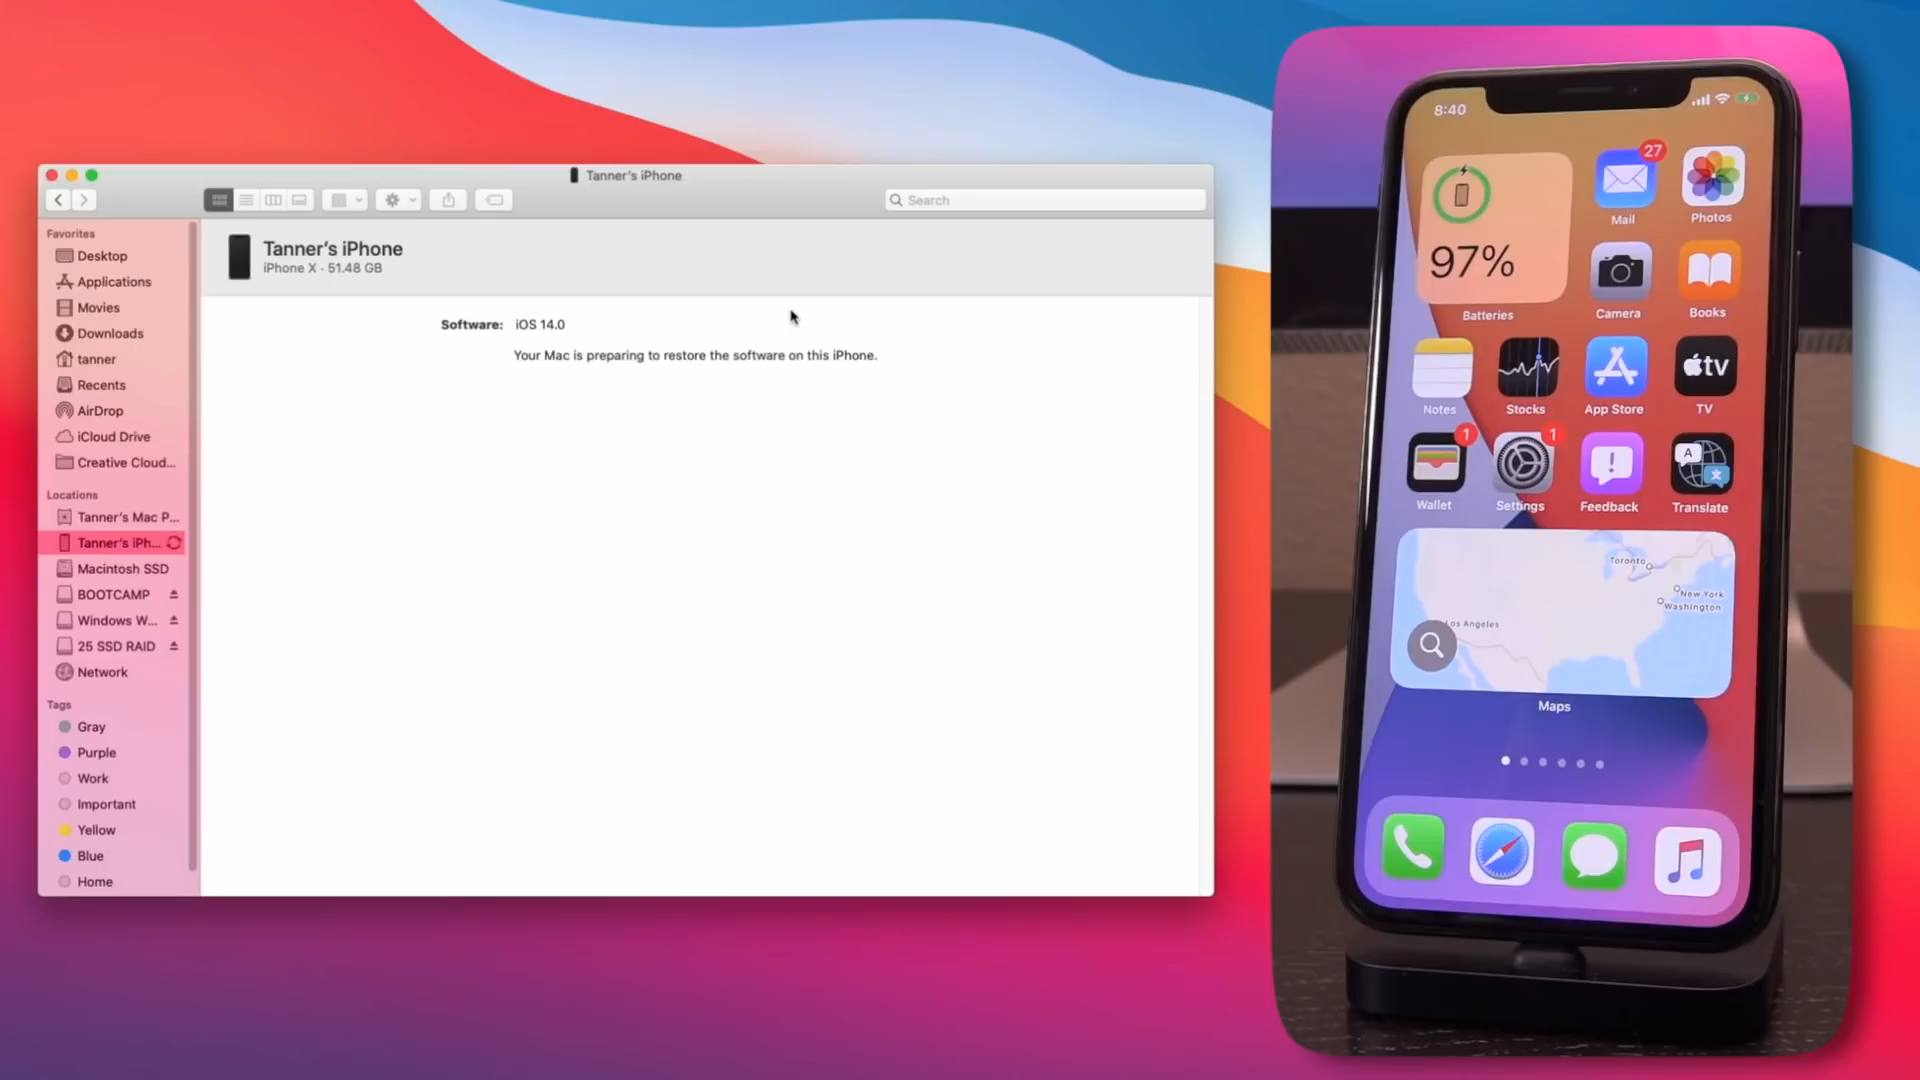 Tanner's iPhone
Search
Favorites
Desktop
Applications
Movies
Downloads
tanner
Recents
AirDrop
iCloud Drive
Creative Cloud...
Locations
Tanner's Mac P...
Tanner's iPh...
Macintosh SSD
BOOTCAMP
Windows W...
25 SSD RAID
Network
Tags
Gray
Purple
Work
Important
Yellow
Blue
Home
Tanner's iPhone
iPhone X - 51.48 GB
Software: iOS 14.0
Your Mac is preparing to restore the software on this iPhone.
8:40
97%
Batteries
27
Mail
Photos
Camera
Books
Notes
Stocks
App Store
tv
TV
1
Wallet
1
Settings
!
Feedback
A
文
Translate
Toronto
New York
Washington
Los Angeles
Maps